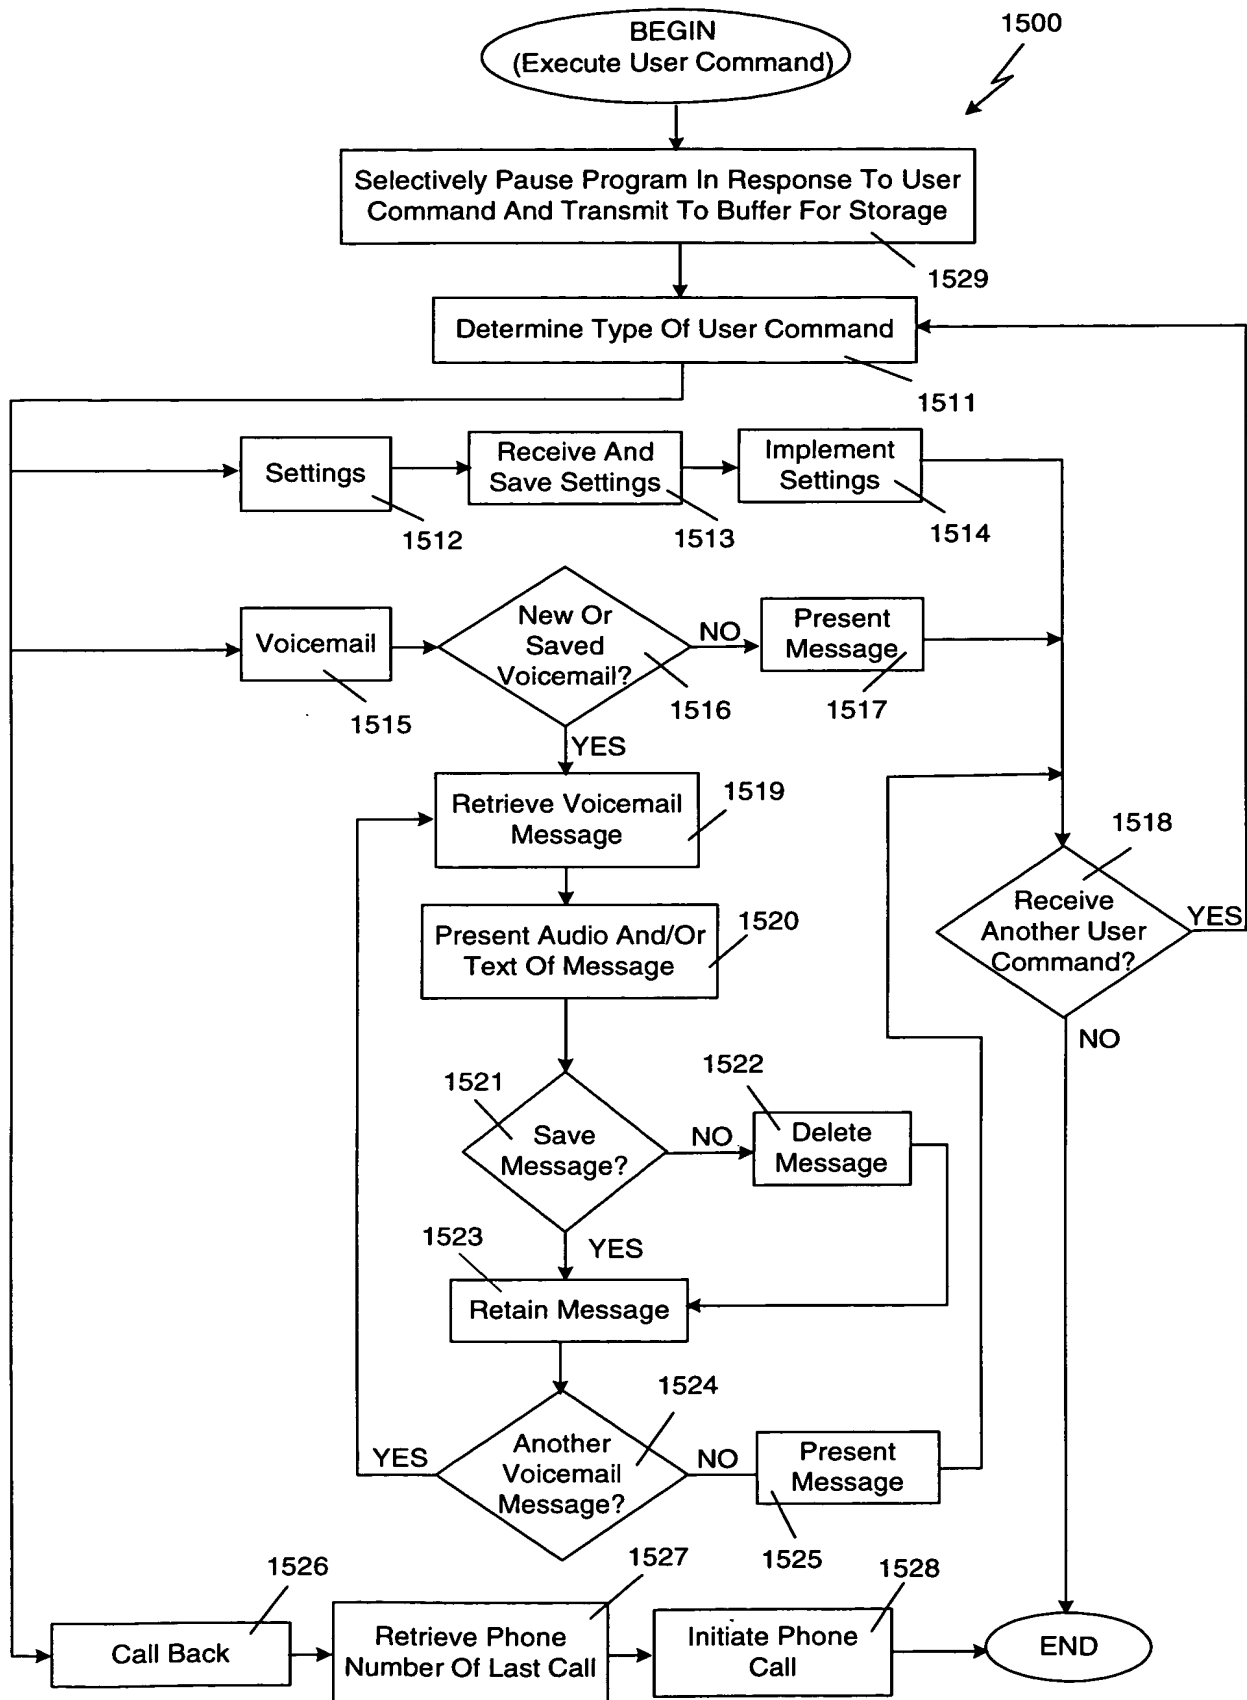 BEGIN
(Execute User Command)
1500
Selectively Pause Program In Response To User
Command And Transmit To Buffer For Storage
1529
Determine Type Of User Command
1511
Settings
1512
Receive And
Save Settings
1513
Implement
Settings
1514
Voicemail
1515
New Or
Saved
Voicemail?
1516
NO
Present
Message
1517
YES
Retrieve Voicemail
Message
1519
1518
Receive
Another User
Command?
YES
NO
Present Audio And/Or
Text Of Message
1520
1521
Save
Message?
NO
1522
Delete
Message
YES
1523
Retain Message
1524
Another
Voicemail
Message?
YES
NO
Present
Message
1525
1526
Call Back
1527
Retrieve Phone
Number Of Last Call
1528
Initiate Phone
Call
END